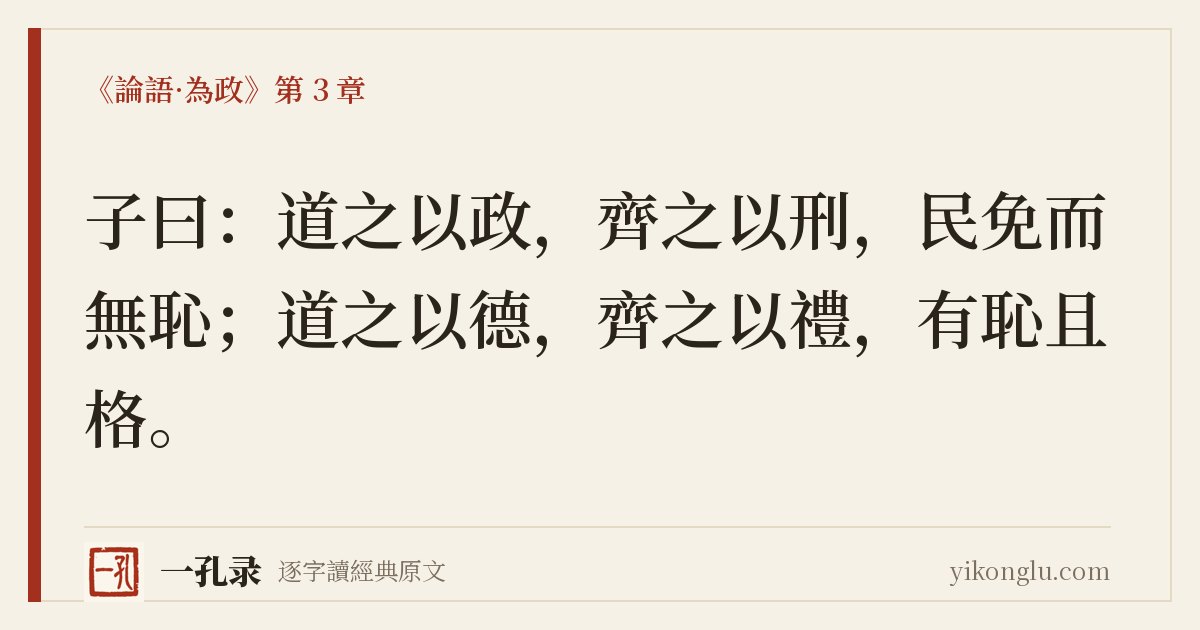 《論語·為政》第 3 章
子曰：道之以政，齊之以刑，民免而
無恥；道之以德，齊之以禮，有恥且
格。
一孔
一孔录 逐字讀經典原文
yikonglu.com